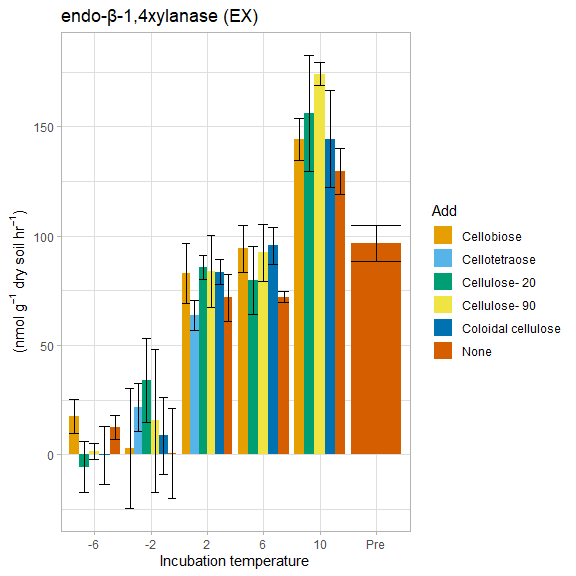 endo-β-1,4xylanase (EX)
150
100
50
0
(nmol g⁻¹ dry soil hr⁻¹)
-6 -2 2 6 10 Pre
Incubation temperature
Add
Cellobiose
Cellotetraose
Cellulose- 20
Cellulose- 90
Coloidal cellulose
None